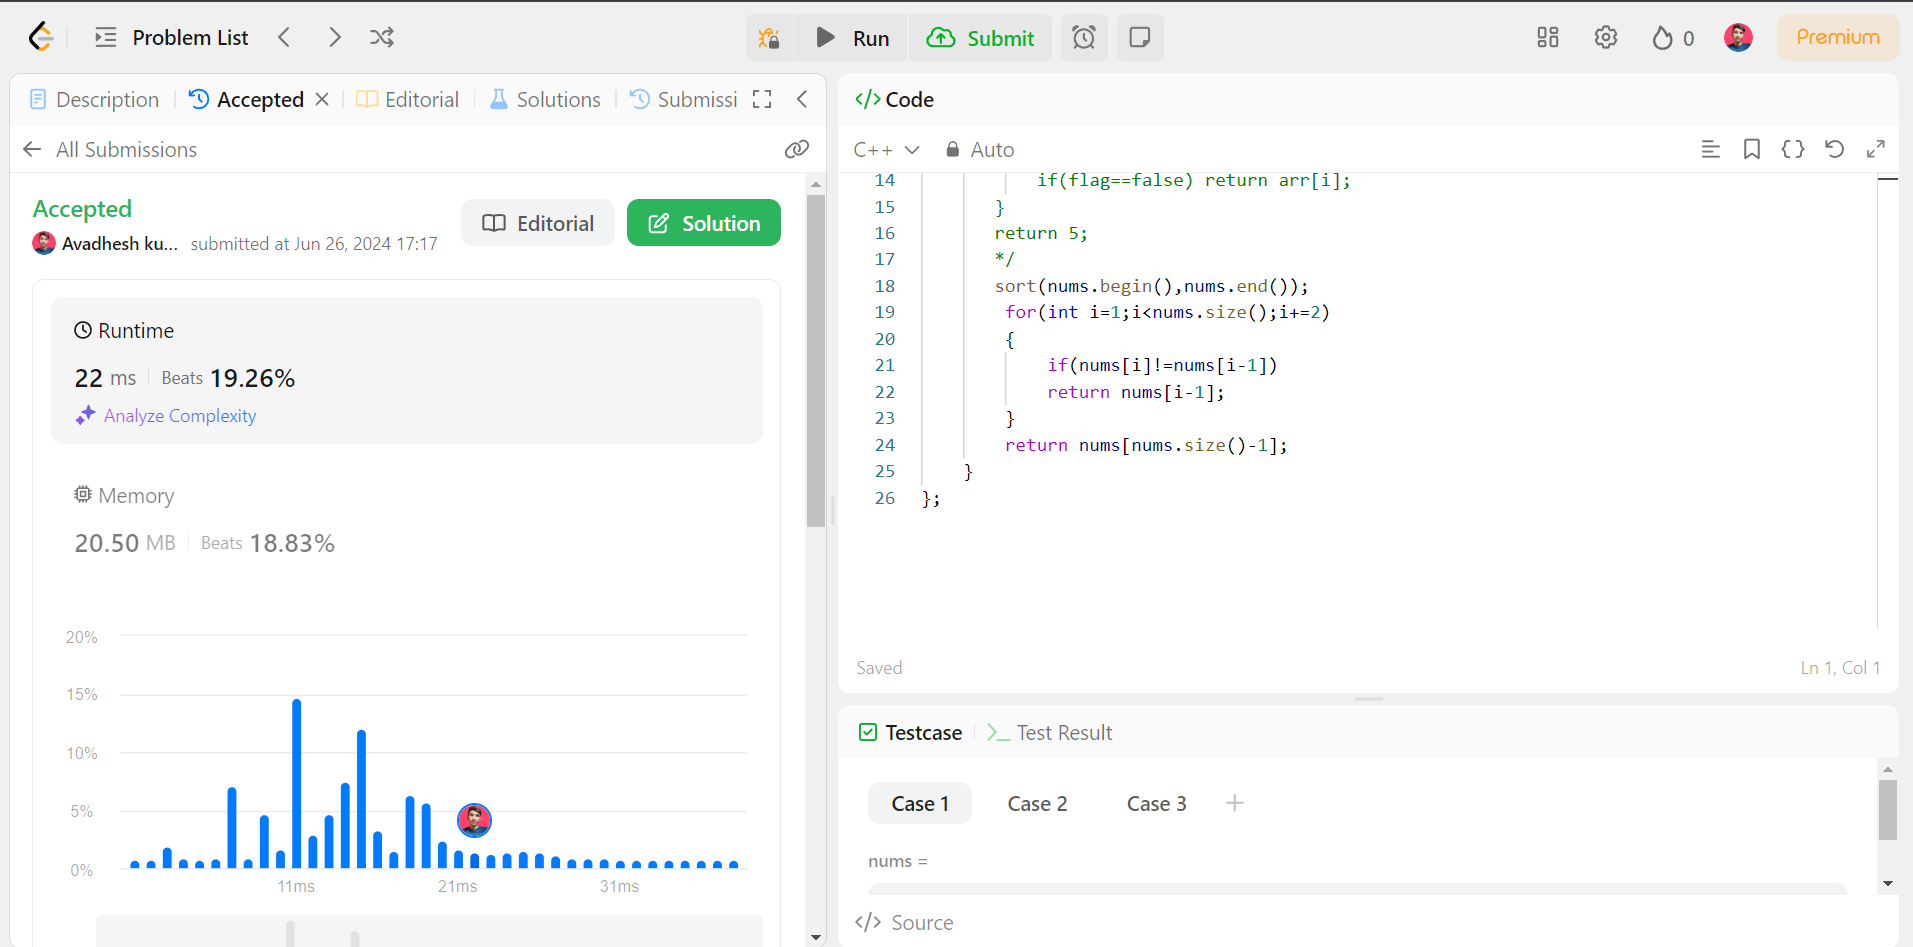 Problem List
Run
Submit
0
Premium
Description
Accepted
Editorial
Solutions
Submissi
All Submissions
Accepted
Avadhesh ku... submitted at Jun 26, 2024 17:17
Editorial
Solution
Runtime
22 ms Beats 19.26%
Analyze Complexity
Memory
20.50 MB Beats 18.83%
20%
15%
10%
5%
0%
11ms 21ms 31ms
</> Code
C++ Auto
14 if(flag==false) return arr[i];
15 }
16 return 5;
17 */
18 sort(nums.begin(),nums.end());
19 for(int i=1;i<nums.size();i+=2)
20 {
21 if(nums[i]!=nums[i-1])
22 return nums[i-1];
23 }
24 return nums[nums.size()-1];
25 }
26 };
Saved
Ln 1, Col 1
Testcase
>_ Test Result
Case 1
Case 2
Case 3
+
nums =
</> Source